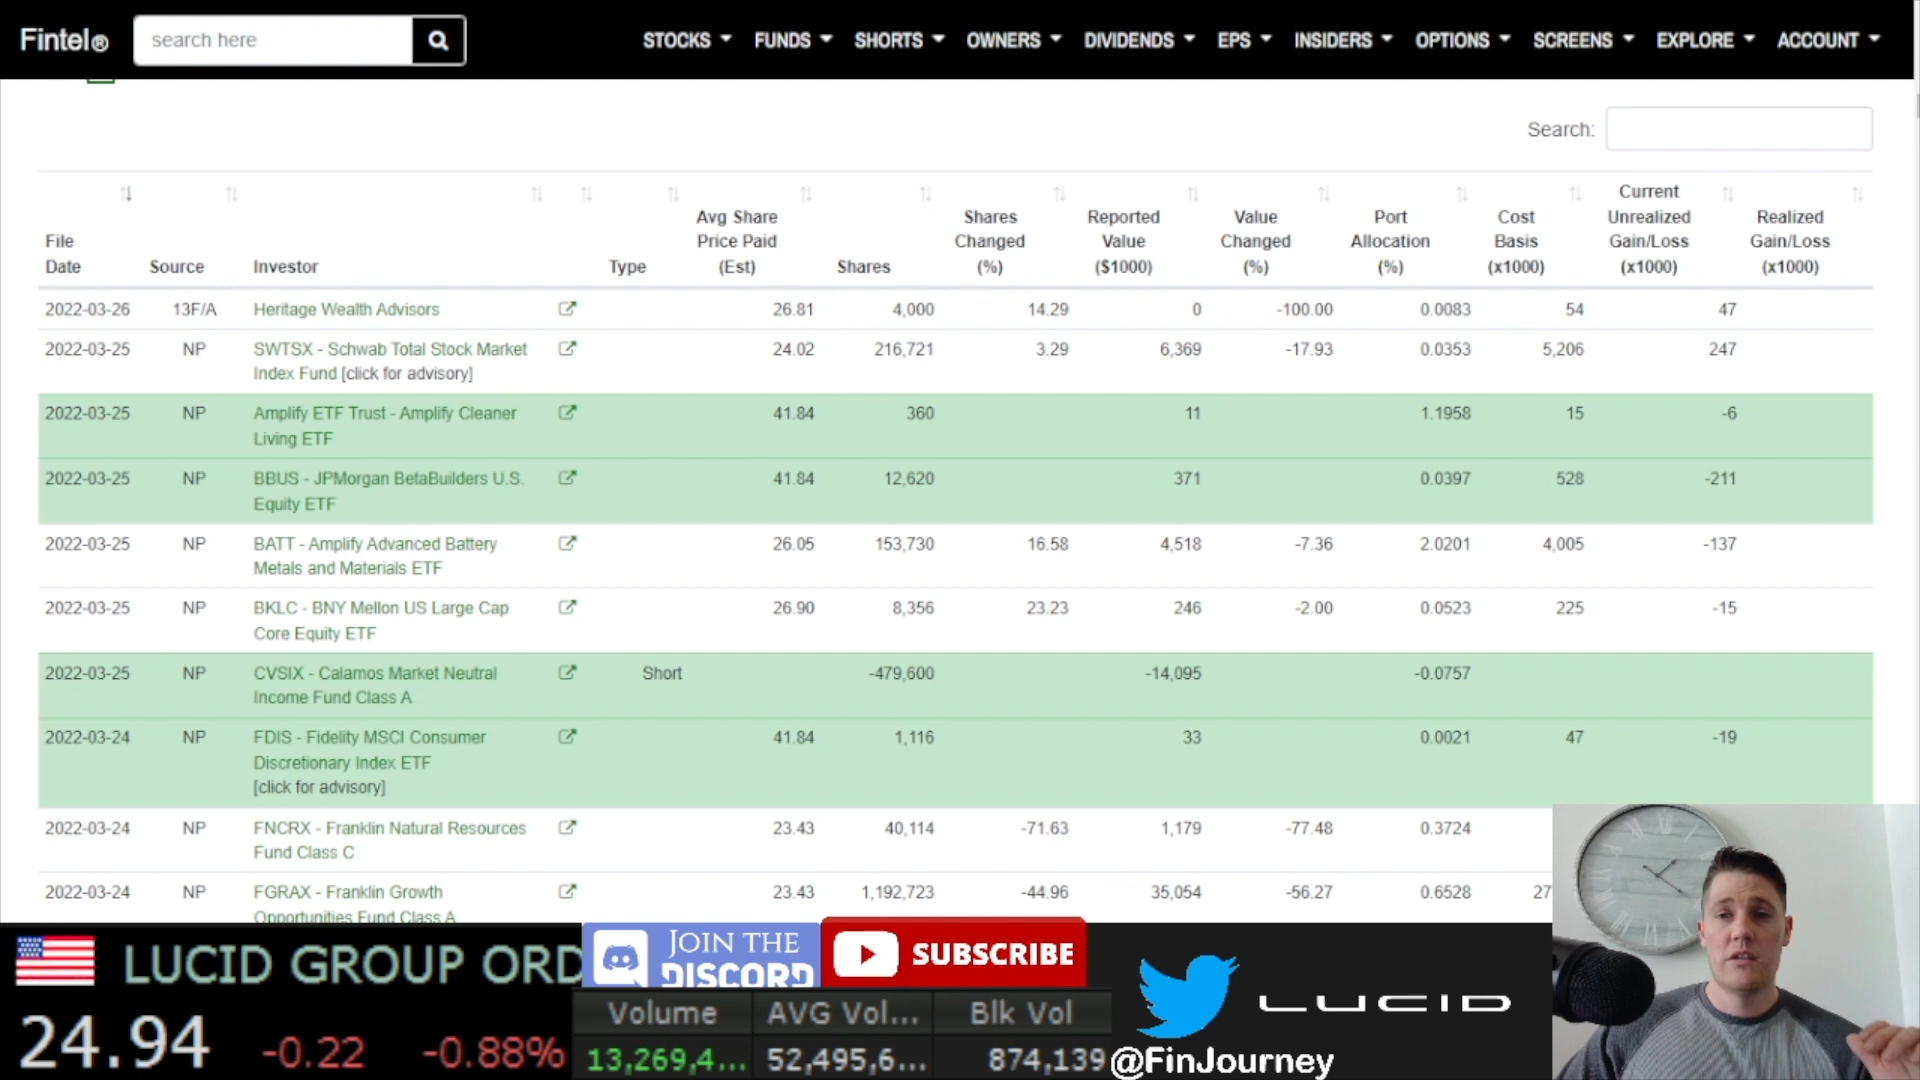 Fintel®
search here
STOCKS FUNDS SHORTS OWNERS DIVIDENDS EPS INSIDERS OPTIONS SCREENS EXPLORE ACCOUNT
Search:
File Date Source Investor Type Avg Share Price Paid (Est) Shares Shares Changed (%) Reported Value ($1000) Value Changed (%) Port Allocation (%) Cost Basis (x1000) Current Unrealized Gain/Loss (x1000) Realized Gain/Loss (x1000)
2022-03-26 13F/A Heritage Wealth Advisors 26.81 4,000 14.29 0 -100.00 0.0083 54 47
2022-03-25 NP SWTSX - Schwab Total Stock Market 24.02 216,721 3.29 6,369 -17.93 0.0353 5,206 247
Index Fund [click for advisory]
2022-03-25 NP Amplify ETF Trust - Amplify Cleaner 41.84 360 11 1.1958 15 -6
Living ETF
2022-03-25 NP BBUS - JPMorgan BetaBuilders U.S. 41.84 12,620 371 0.0397 528 -211
Equity ETF
2022-03-25 NP BATT - Amplify Advanced Battery 26.05 153,730 16.58 4,518 -7.36 2.0201 4,005 -137
Metals and Materials ETF
2022-03-25 NP BKLC - BNY Mellon US Large Cap 26.90 8,356 23.23 246 -2.00 0.0523 225 -15
Core Equity ETF
2022-03-25 NP CVSIX - Calamos Market Neutral Short -479,600 -14,095 -0.0757
Income Fund Class A
2022-03-24 NP FDIS - Fidelity MSCI Consumer 41.84 1,116 33 0.0021 47 -19
Discretionary Index ETF
[click for advisory]
2022-03-24 NP FNCRX - Franklin Natural Resources 23.43 40,114 -71.63 1,179 -77.48 0.3724
Fund Class C
2022-03-24 NP FGRAX - Franklin Growth 23.43 1,192,723 -44.96 35,054 -56.27 0.6528 27
Opportunities Fund Class A
LUCID GROUP ORD
JOIN THE
DISCORD
SUBSCRIBE
24.94 -0.22 -0.88%
Volume AVG Vol... Blk Vol
13,269,4... 52,495,6... 874,139
LUCID
@FinJourney